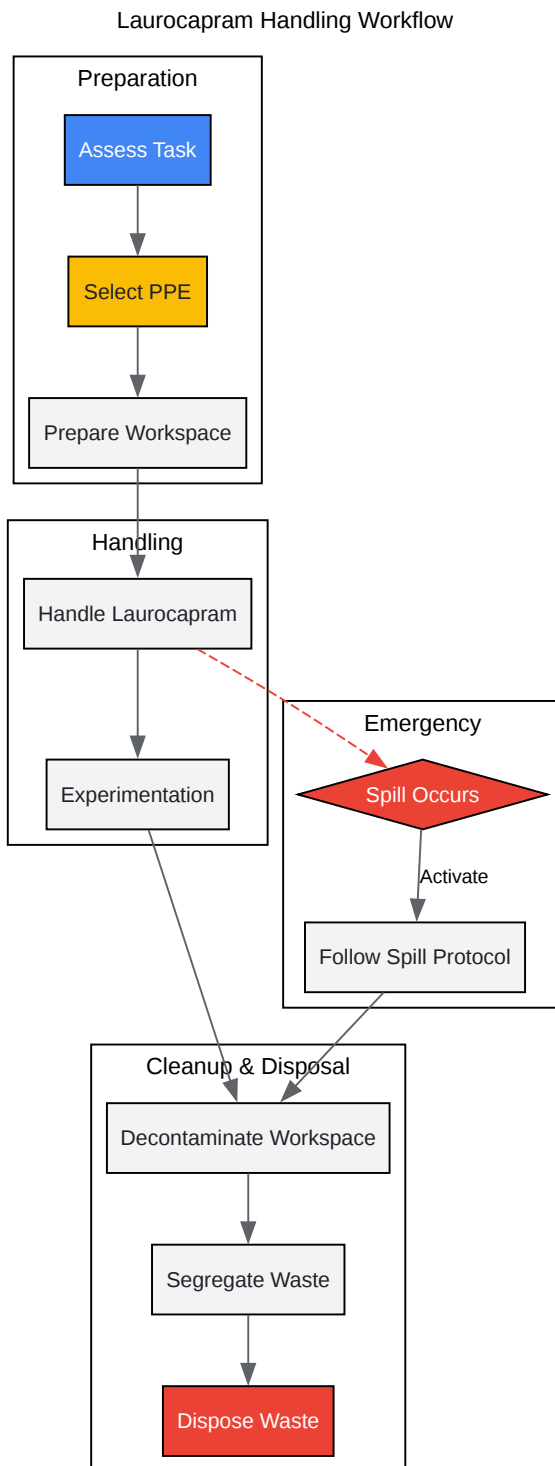 Laurocapram Handling Workflow
Preparation
Assess Task
Select PPE
Prepare Workspace
Handling
Handle Laurocapram
Experimentation
Emergency
Spill Occurs
Activate
Follow Spill Protocol
Cleanup & Disposal
Decontaminate Workspace
Segregate Waste
Dispose Waste